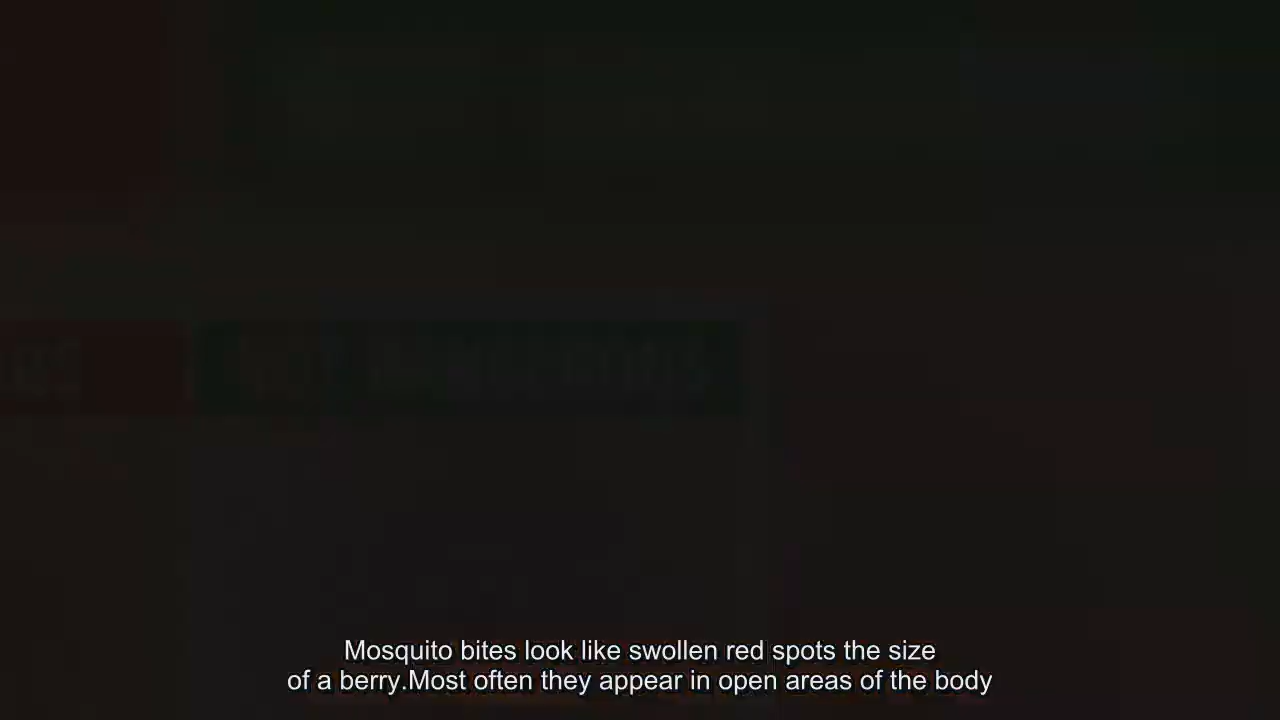 Mosquito bites look like swollen red spots the size
of a berry.Most often they appear in open areas of the body